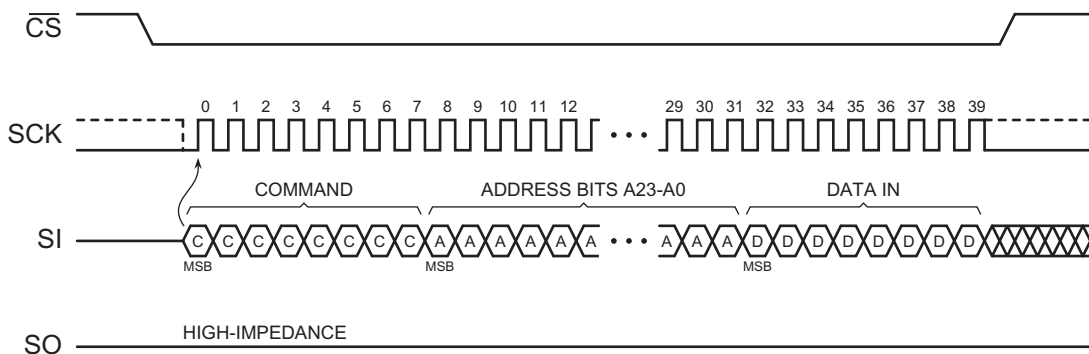 CS
0 1 2 3 4 5 6 7 8 9 10 11 12 29 30 31 32 33 34 35 36 37 38 39
SCK
COMMAND ADDRESS BITS A23-A0 DATA IN
SI C C C C C C C C A A A A A A A A A D D D D D D D D
MSB MSB MSB
HIGH-IMPEDANCE
SO